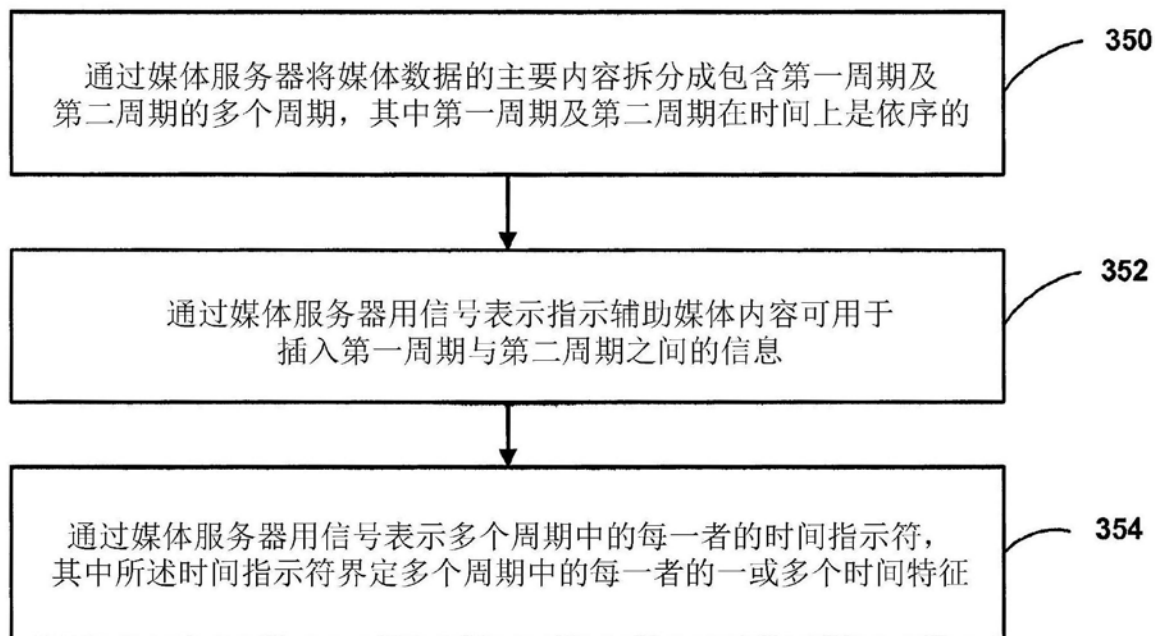 通过媒体服务器将媒体数据的主要内容拆分成包含第一周期及
第二周期的多个周期，其中第一周期及第二周期在时间上是依序的
350
通过媒体服务器用信号表示指示辅助媒体内容可用于
插入第一周期与第二周期之间的信息
352
通过媒体服务器用信号表示多个周期中的每一者的时间指示符，
其中所述时间指示符界定多个周期中的每一者的一或多个时间特征
354